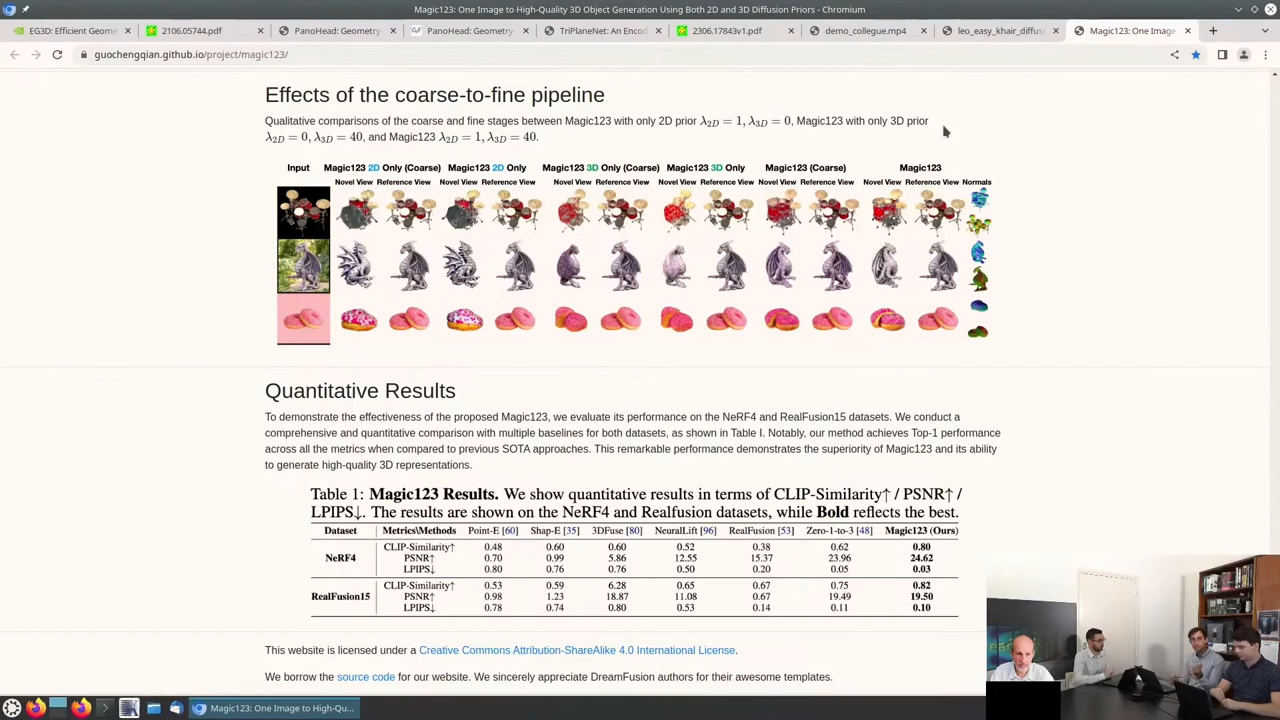 Magic123: One Image to High-Quality 3D Object Generation Using Both 2D and 3D Diffusion Priors - Chromium
EG3D: Efficient Geome
2106.05744.pdf
PanoHead: Geometry
PanoHead: Geometry
TriPlaneNet: An Encod
2306.17843v1.pdf
demo_collegue.mp4
leo_easy_khair_diffus
Magic123: One Image
guochengqian.github.io/project/magic123/
Effects of the coarse-to-fine pipeline
Qualitative comparisons of the coarse and fine stages between Magic123 with only 2D prior λ2D = 1, λ3D = 0, Magic123 with only 3D prior
λ2D = 0, λ3D = 40, and Magic123 λ2D = 1, λ3D = 40.
Input Magic123 2D Only (Coarse) Magic123 2D Only Magic123 3D Only (Coarse) Magic123 3D Only Magic123 (Coarse) Magic123
Novel View Reference View Novel View Reference View Novel View Reference View Novel View Reference View Novel View Reference View Novel View Reference View Normals
Quantitative Results
To demonstrate the effectiveness of the proposed Magic123, we evaluate its performance on the NeRF4 and RealFusion15 datasets. We conduct a
comprehensive and quantitative comparison with multiple baselines for both datasets, as shown in Table I. Notably, our method achieves Top-1 performance
across all the metrics when compared to previous SOTA approaches. This remarkable performance demonstrates the superiority of Magic123 and its ability
to generate high-quality 3D representations.
Table 1: Magic123 Results. We show quantitative results in terms of CLIP-Similarity↑ / PSNR↑ /
LPIPS↓. The results are shown on the NeRF4 and Realfusion datasets, while Bold reflects the best.
Dataset Metrics\Methods Point-E [60] Shap-E [35] 3DFuse [80] NeuralLift [96] RealFusion [53] Zero-1-to-3 [48] Magic123 (Ours)
CLIP-Similarity↑ 0.48 0.60 0.60 0.52 0.38 0.62 0.80
NeRF4 PSNR↑ 0.70 0.99 5.86 12.55 15.37 23.96 24.62
LPIPS↓ 0.80 0.76 0.76 0.50 0.20 0.05 0.03
CLIP-Similarity↑ 0.53 0.59 6.28 0.65 0.67 0.75 0.82
RealFusion15 PSNR↑ 0.98 1.23 18.87 11.08 0.67 19.49 19.50
LPIPS↓ 0.78 0.74 0.80 0.53 0.14 0.11 0.10
This website is licensed under a Creative Commons Attribution-ShareAlike 4.0 International License.
We borrow the source code for our website. We sincerely appreciate DreamFusion authors for their awesome templates.
Magic123: One Image to High-Qu...